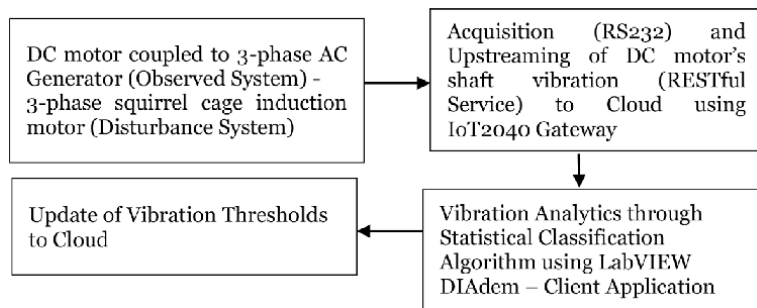 DC motor coupled to 3-phase AC
Generator (Observed System) -
3-phase squirrel cage induction
motor (Disturbance System)
Acquisition (RS232) and
Upstreaming of DC motor's
shaft vibration (RESTful
Service) to Cloud using
IoT2040 Gateway
Vibration Analytics through
Statistical Classification
Algorithm using LabVIEW
DIAdem – Client Application
Update of Vibration Thresholds
to Cloud